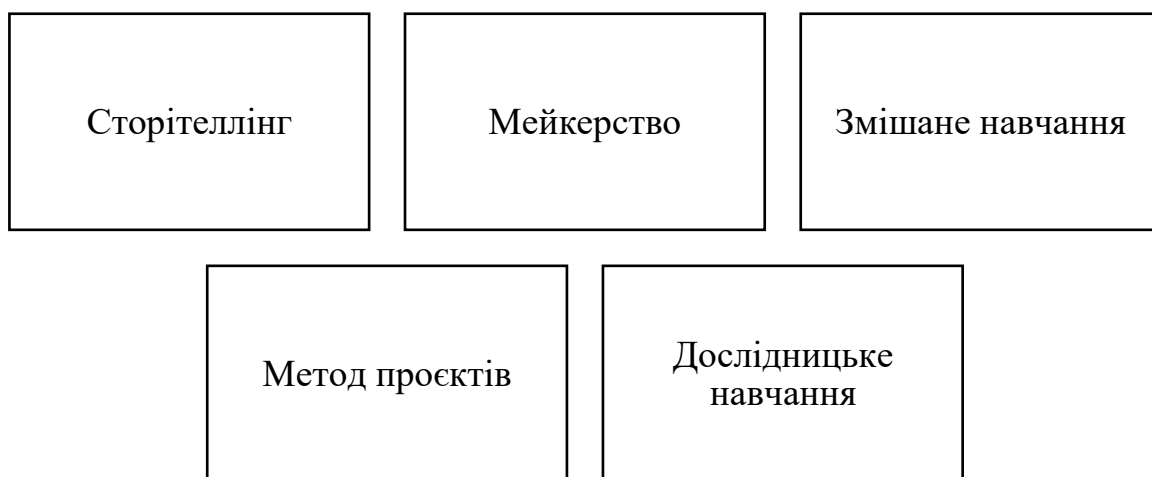 Сторітеллінг
Мейкерство
Змішане навчання
Метод проєктів
Дослідницьке
навчання